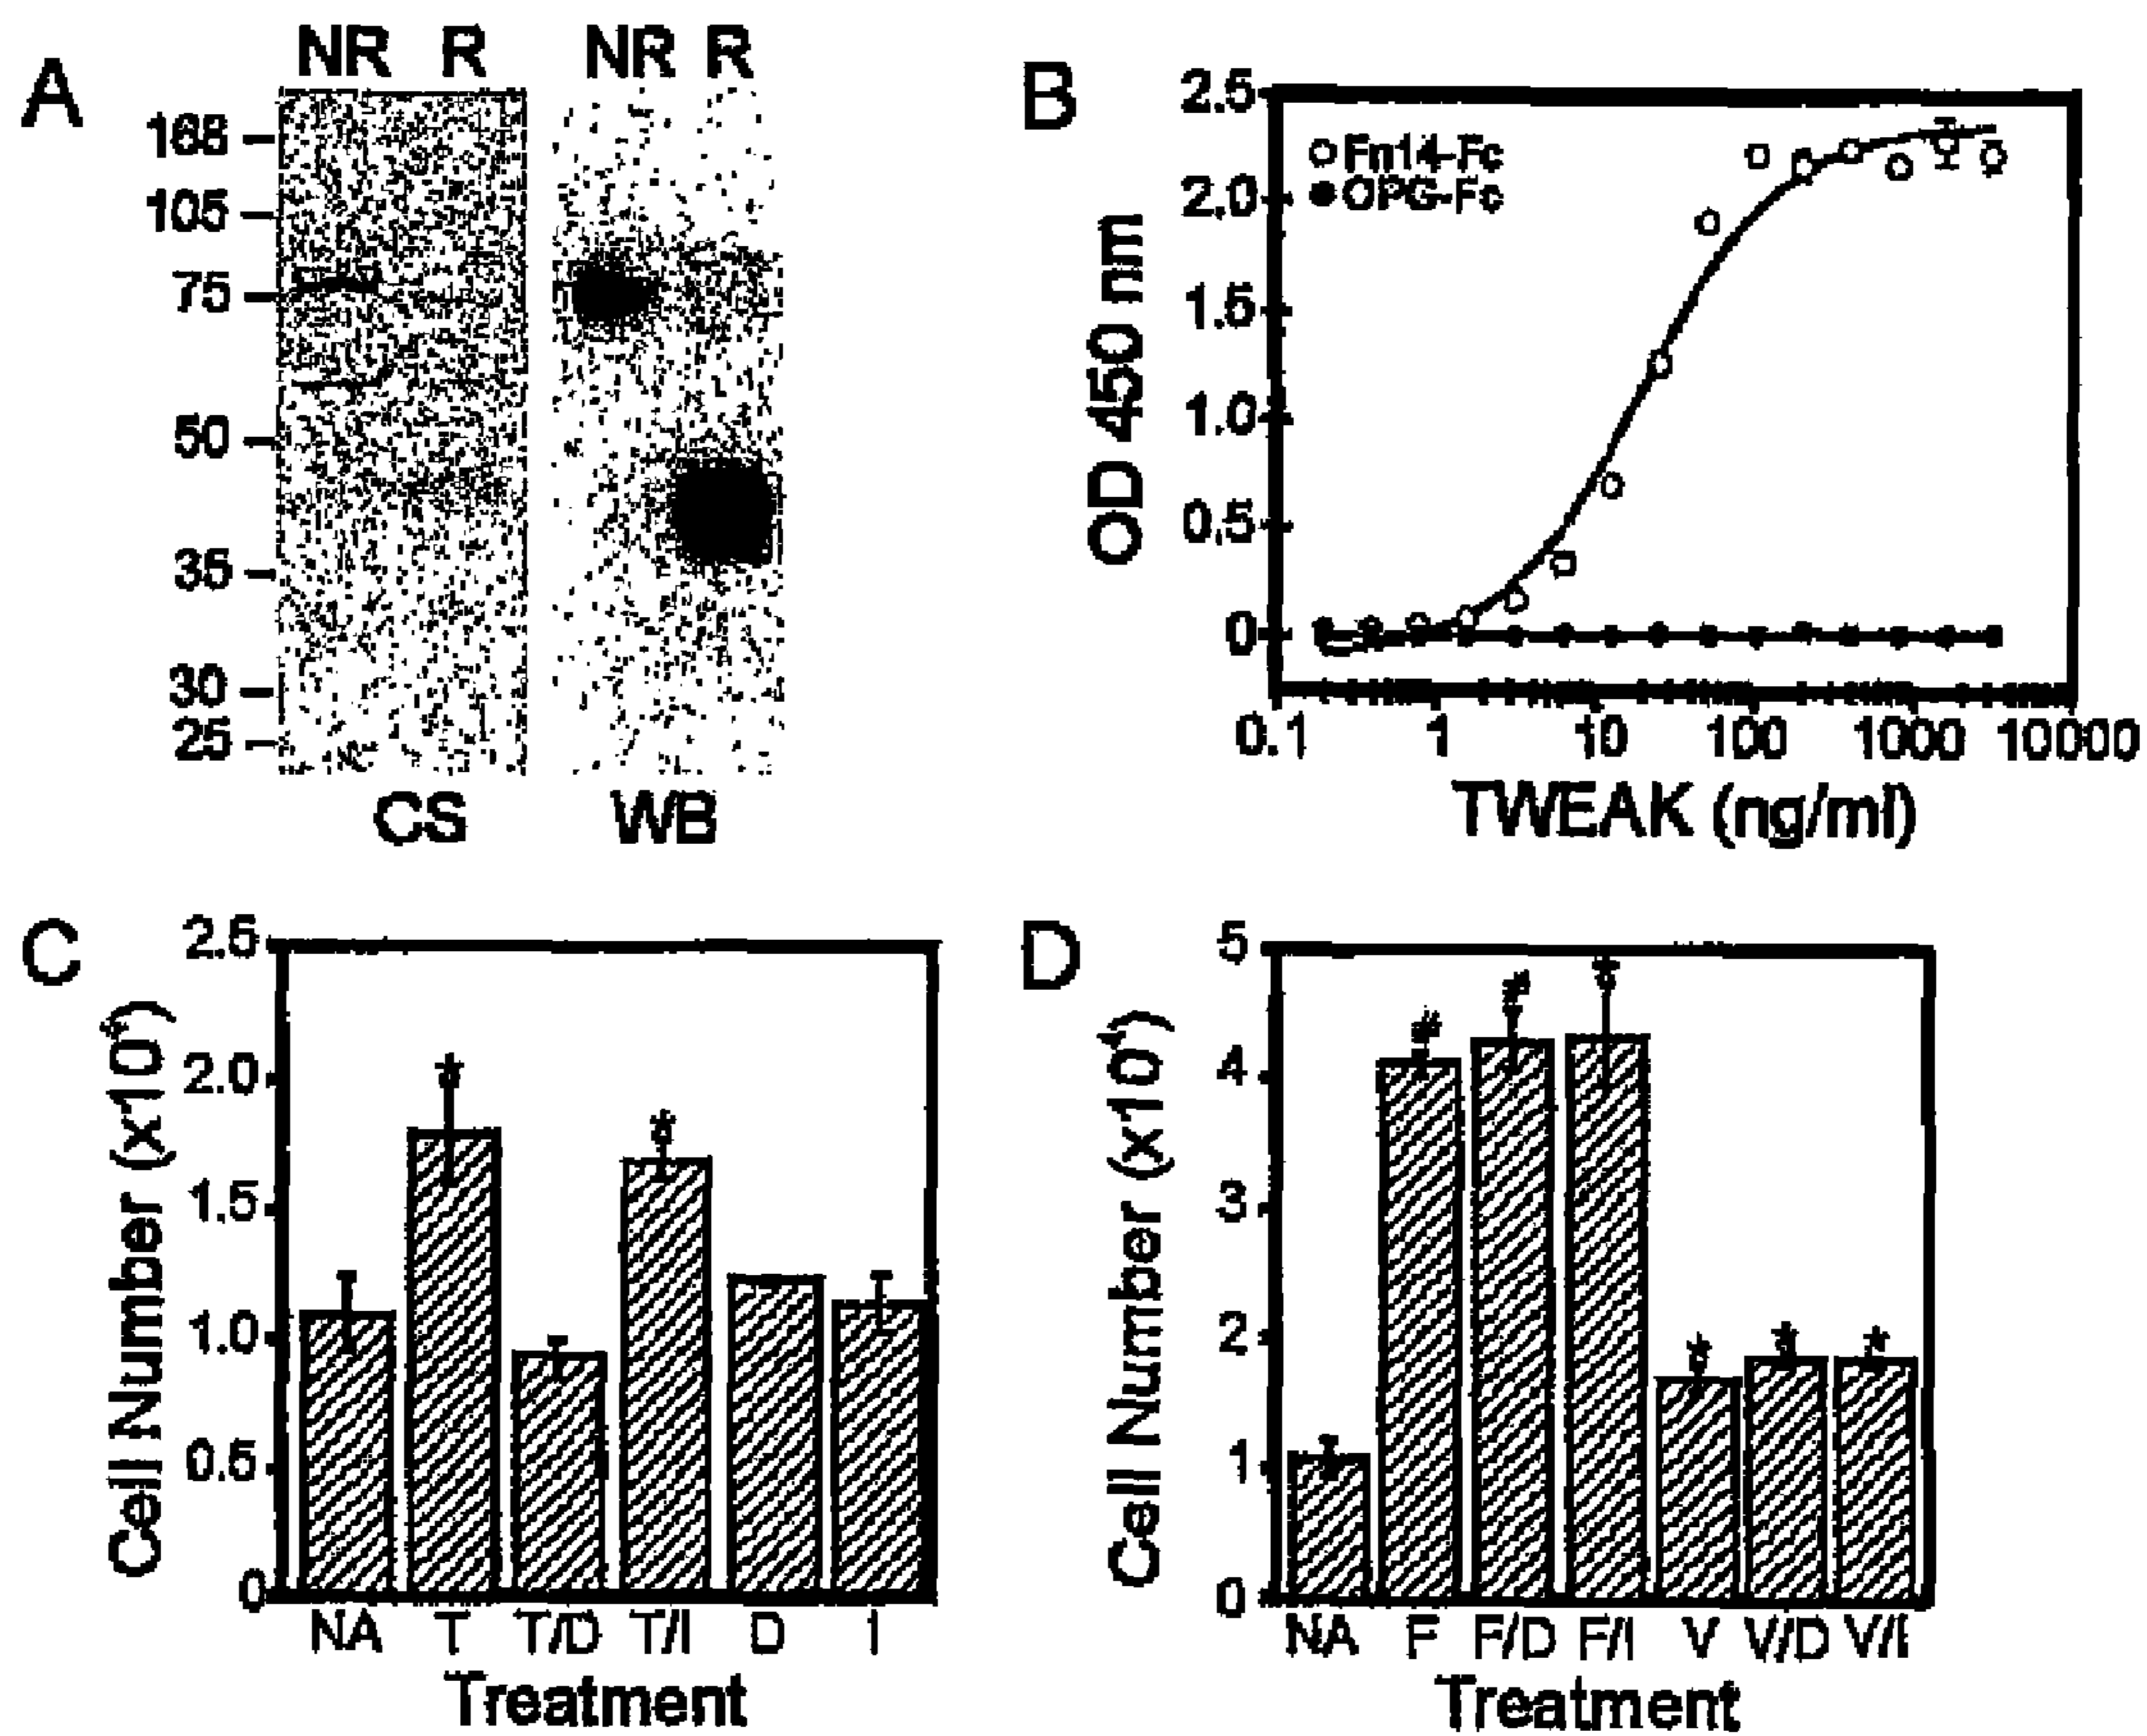 A
NR R NR R
168
105
75
50
35
30
25
CS WB
B
2.5
2.0
1.5
1.0
0.5
0
OD 450 nm
Fn14-Fc
OPG-Fc
0.1 1 10 100 1000 10000
TWEAK (ng/ml)
C
2.5
2.0
1.5
1.0
0.5
0
Cell Number (x10⁴)
* *
NA T T/D T/I D I
Treatment
D
5
4
3
2
1
0
Cell Number (x10⁴)
# # * * * *
NA F F/D F/I V V/D V/I
Treatment